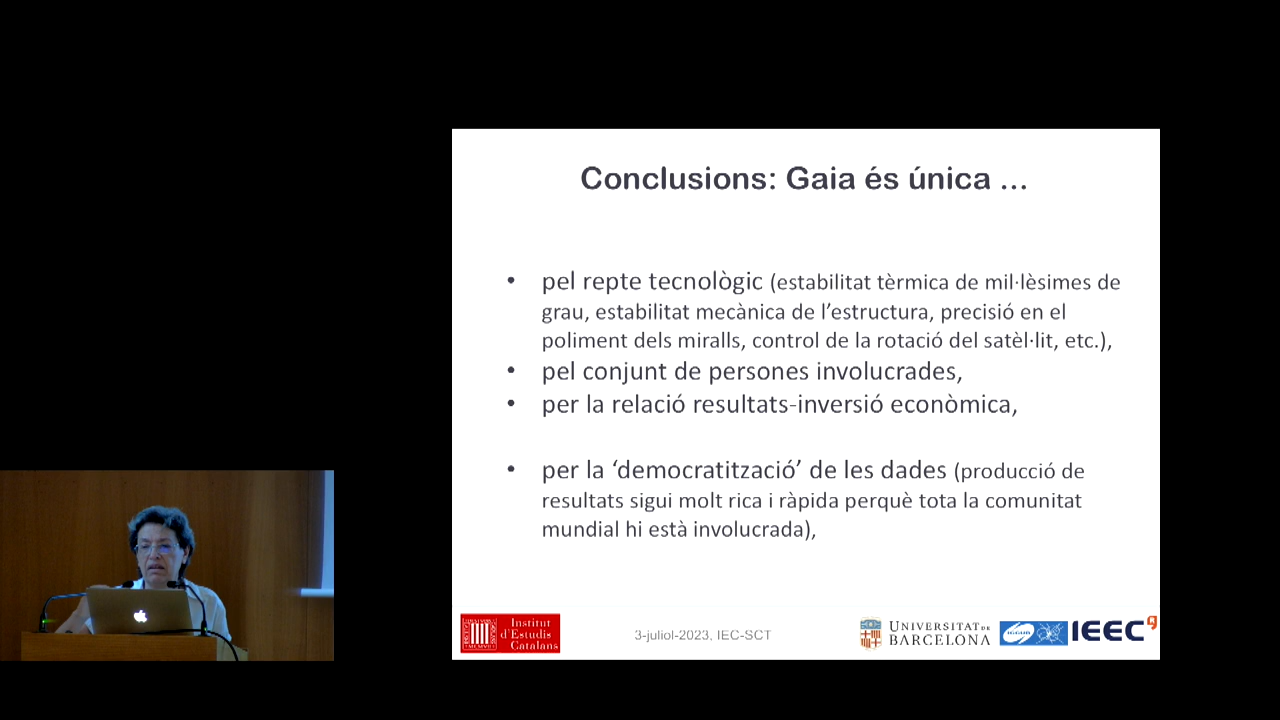 Conclusions: Gaia és única ...
• pel repte tecnològic (estabilitat tèrmica de mil·lèsimes de
grau, estabilitat mecànica de l’estructura, precisió en el
poliment dels miralls, control de la rotació del satèl·lit, etc.),
• pel conjunt de persones involucrades,
• per la relació resultats-inversió econòmica,
• per la ‘democratització’ de les dades (producció de
resultats sigui molt rica i ràpida perquè tota la comunitat
mundial hi està involucrada),
Institut
d'Estudis
Catalans
3-juliol-2023, IEC-SCT
UNIVERSITAT DE
BARCELONA
IEEC